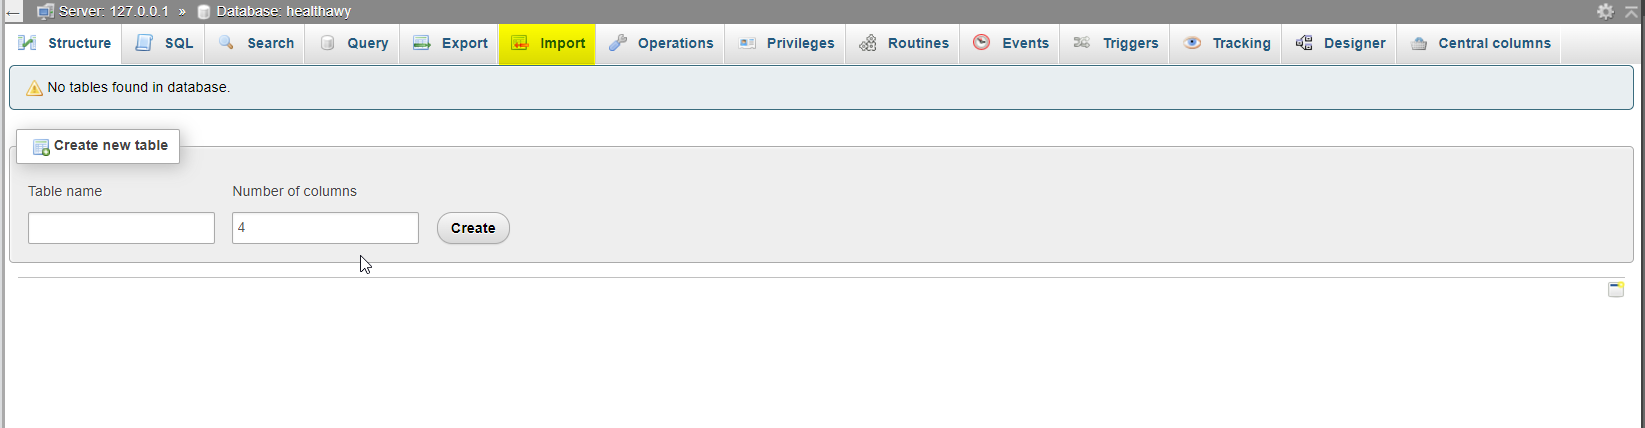 Server: 127.0.0.1 » Database: healthawy
Structure SQL Search Query Export Import Operations Privileges Routines Events Triggers Tracking Designer Central columns
No tables found in database.
Create new table
Table name Number of columns
4 Create